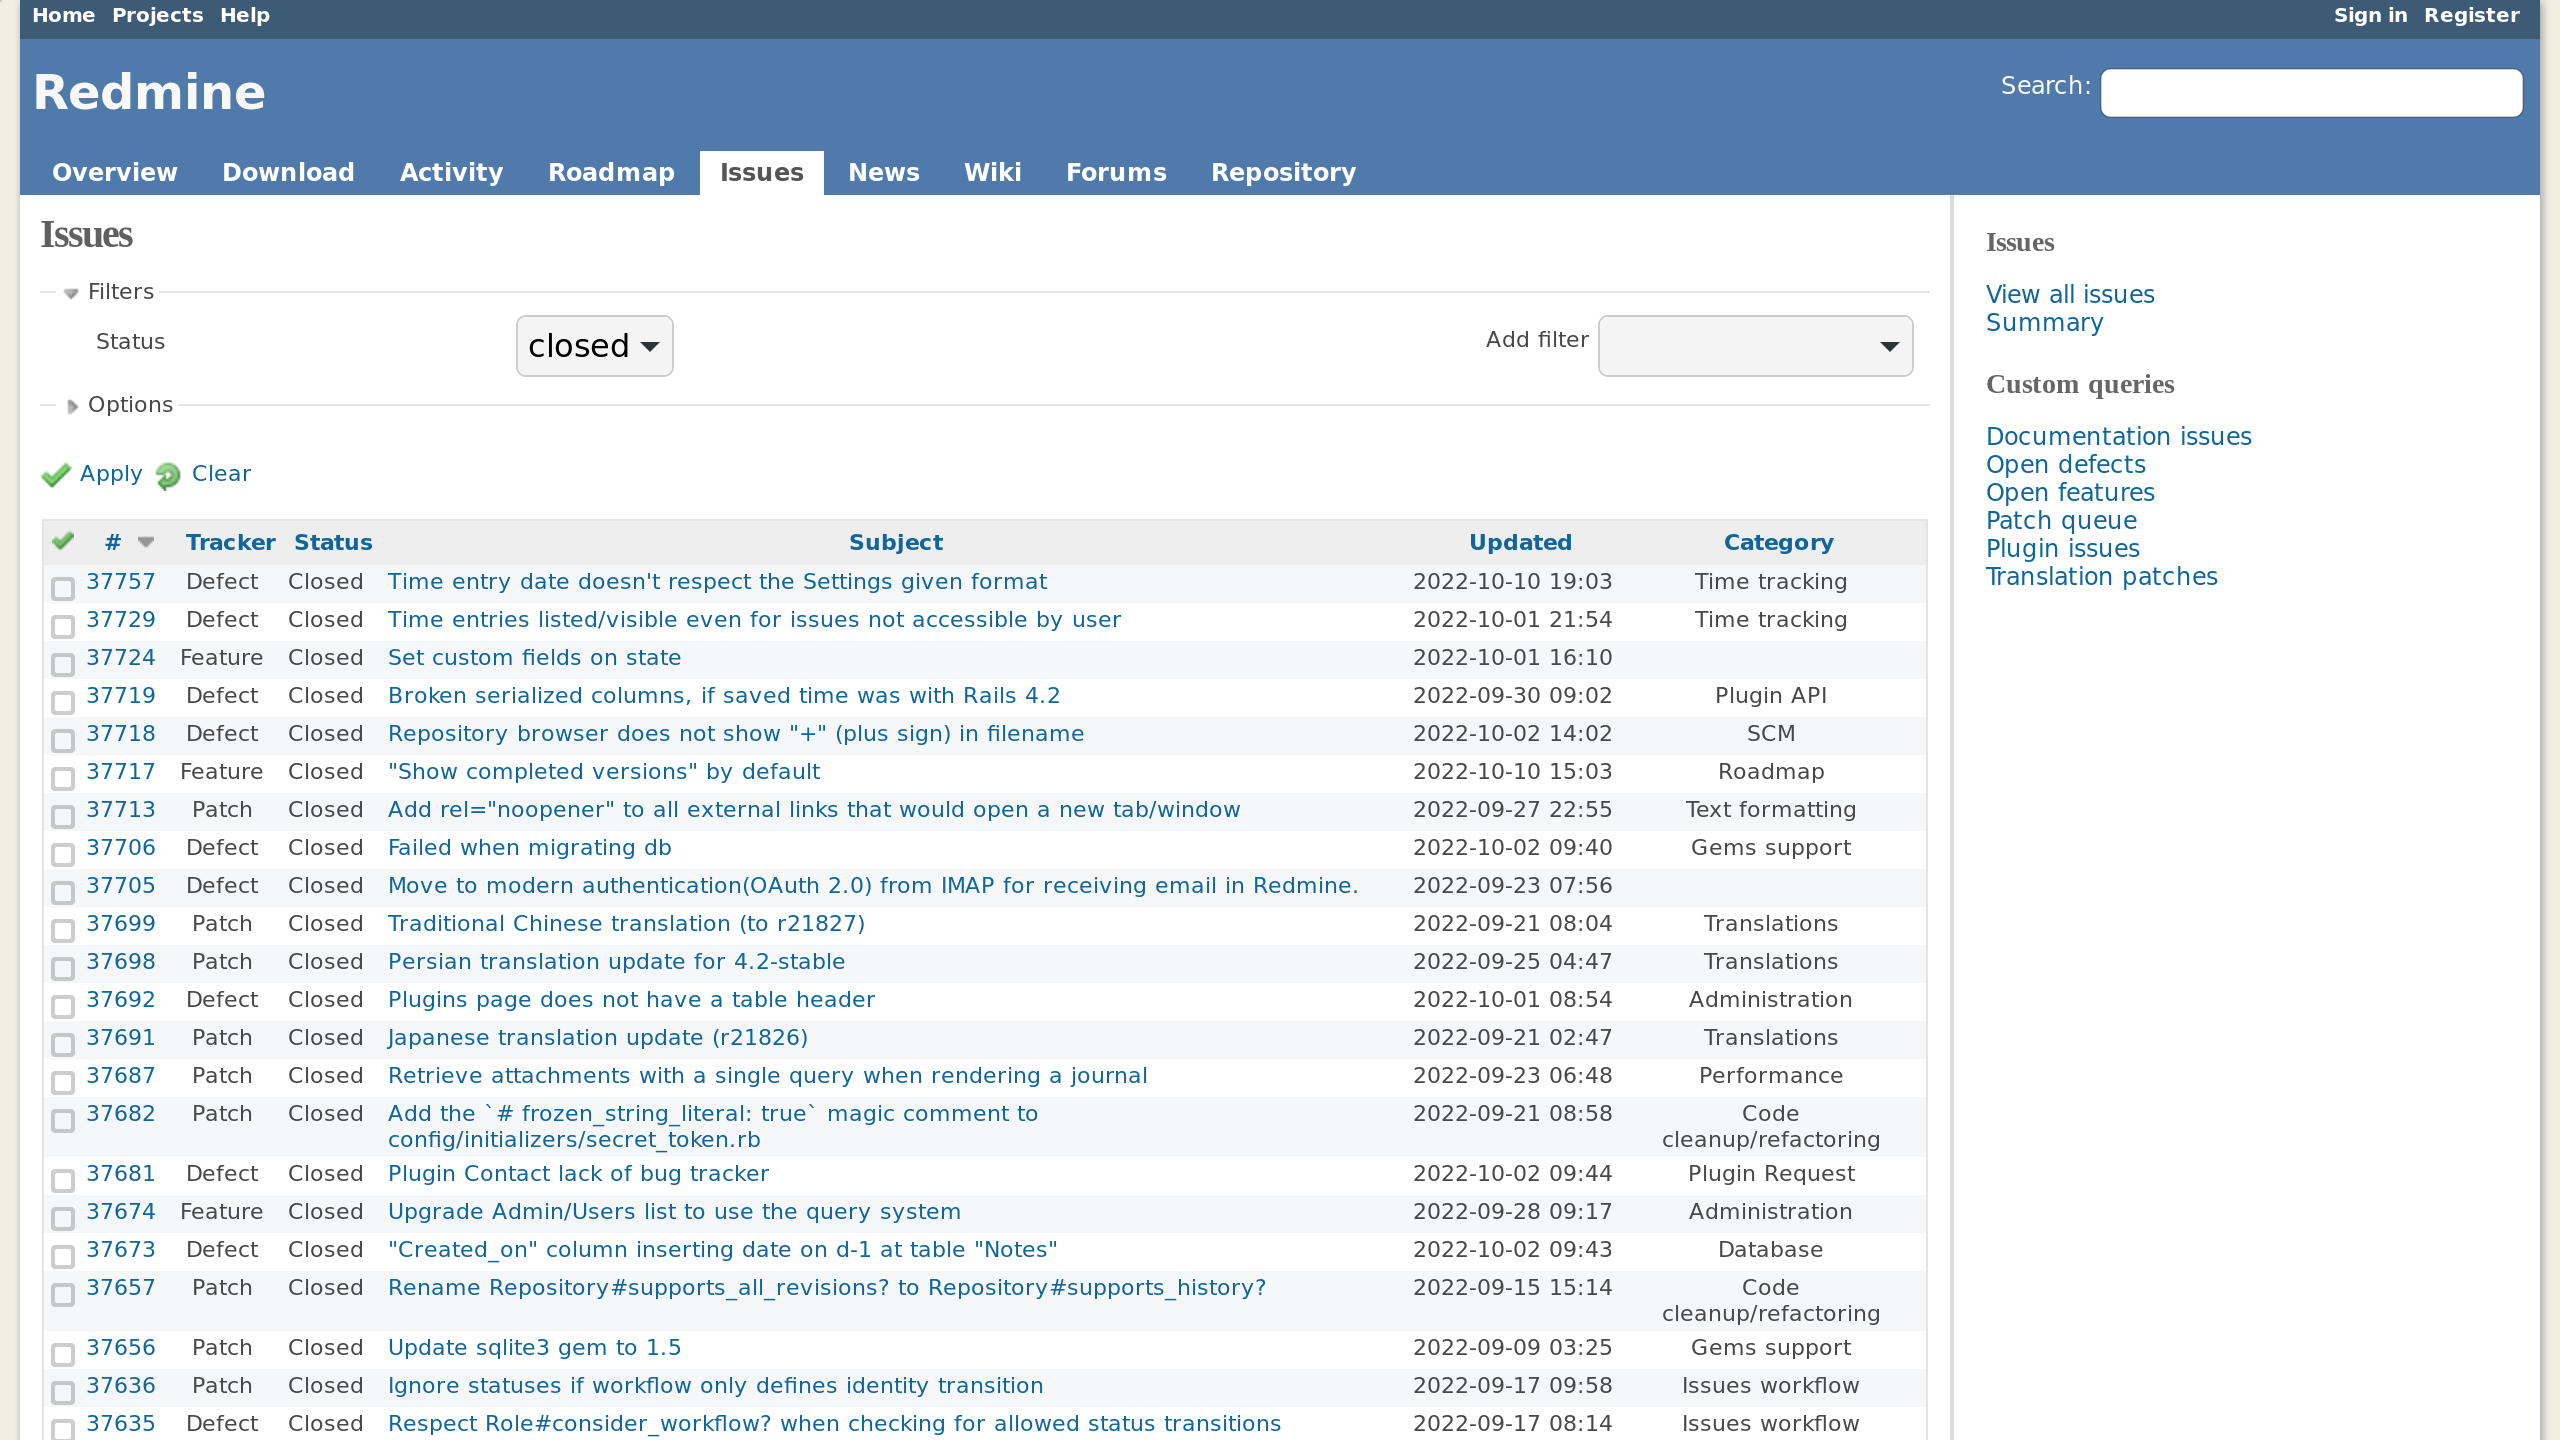 Home Projects Help Sign in Register
Redmine
Search:
Overview Download Activity Roadmap Issues News Wiki Forums Repository
Issues
Filters
Status closed Add filter
Options
Apply Clear
# Tracker Status Subject Updated Category
37757 Defect Closed Time entry date doesn't respect the Settings given format 2022-10-10 19:03 Time tracking
37729 Defect Closed Time entries listed/visible even for issues not accessible by user 2022-10-01 21:54 Time tracking
37724 Feature Closed Set custom fields on state 2022-10-01 16:10
37719 Defect Closed Broken serialized columns, if saved time was with Rails 4.2 2022-09-30 09:02 Plugin API
37718 Defect Closed Repository browser does not show "+" (plus sign) in filename 2022-10-02 14:02 SCM
37717 Feature Closed "Show completed versions" by default 2022-10-10 15:03 Roadmap
37713 Patch Closed Add rel="noopener" to all external links that would open a new tab/window 2022-09-27 22:55 Text formatting
37706 Defect Closed Failed when migrating db 2022-10-02 09:40 Gems support
37705 Defect Closed Move to modern authentication(OAuth 2.0) from IMAP for receiving email in Redmine. 2022-09-23 07:56
37699 Patch Closed Traditional Chinese translation (to r21827) 2022-09-21 08:04 Translations
37698 Patch Closed Persian translation update for 4.2-stable 2022-09-25 04:47 Translations
37692 Defect Closed Plugins page does not have a table header 2022-10-01 08:54 Administration
37691 Patch Closed Japanese translation update (r21826) 2022-09-21 02:47 Translations
37687 Patch Closed Retrieve attachments with a single query when rendering a journal 2022-09-23 06:48 Performance
37682 Patch Closed Add the `# frozen_string_literal: true` magic comment to 2022-09-21 08:58 Code
config/initializers/secret_token.rb cleanup/refactoring
37681 Defect Closed Plugin Contact lack of bug tracker 2022-10-02 09:44 Plugin Request
37674 Feature Closed Upgrade Admin/Users list to use the query system 2022-09-28 09:17 Administration
37673 Defect Closed "Created_on" column inserting date on d-1 at table "Notes" 2022-10-02 09:43 Database
37657 Patch Closed Rename Repository#supports_all_revisions? to Repository#supports_history? 2022-09-15 15:14 Code
cleanup/refactoring
37656 Patch Closed Update sqlite3 gem to 1.5 2022-09-09 03:25 Gems support
37636 Patch Closed Ignore statuses if workflow only defines identity transition 2022-09-17 09:58 Issues workflow
37635 Defect Closed Respect Role#consider_workflow? when checking for allowed status transitions 2022-09-17 08:14 Issues workflow
Issues
View all issues
Summary
Custom queries
Documentation issues
Open defects
Open features
Patch queue
Plugin issues
Translation patches